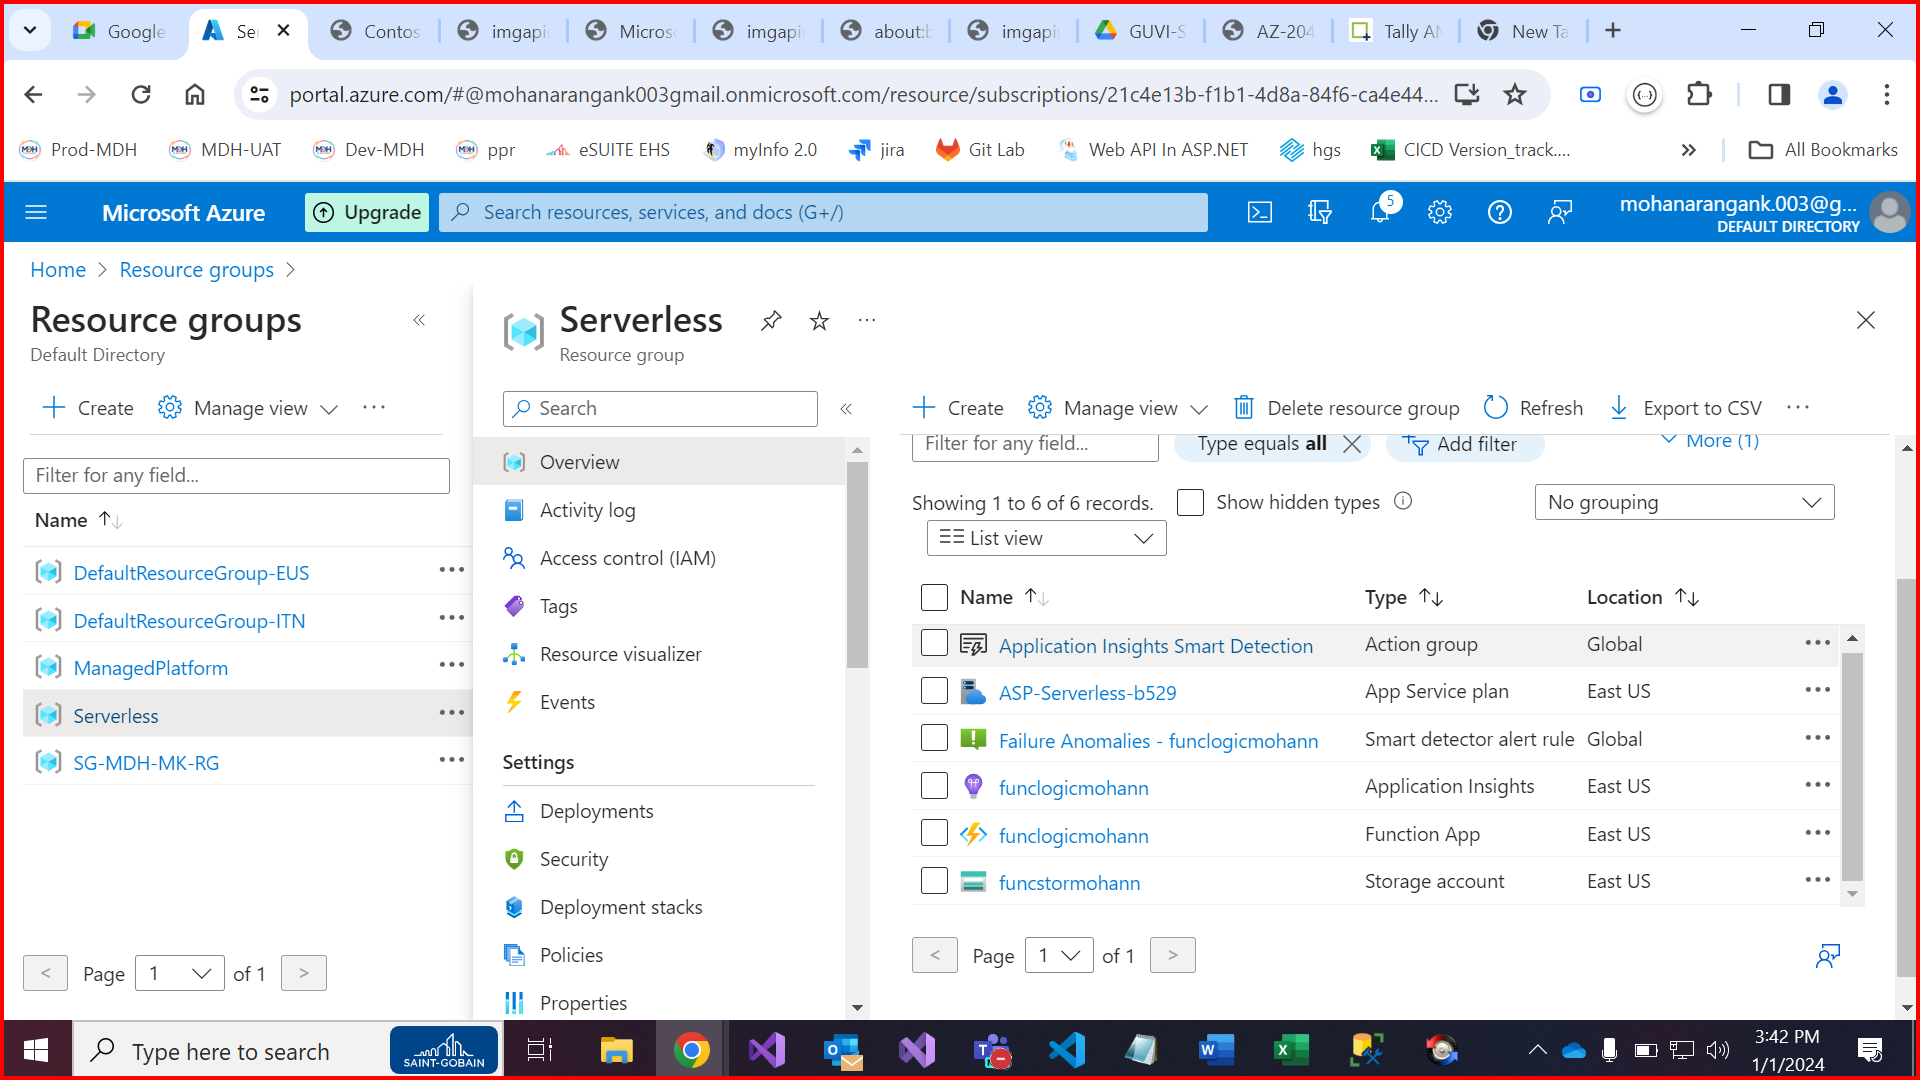 Google
Ser
Contos
imgapi
Micros
imgapi
about:b
imgapi
GUVI-S
AZ-204
Tally AN
New Ta
portal.azure.com/#@mohanarangank003gmail.onmicrosoft.com/resource/subscriptions/21c4e13b-f1b1-4d8a-84f6-ca4e44...
MDH Prod-MDH
MDH MDH-UAT
MDH Dev-MDH
MDH ppr
eSUITE EHS
myInfo 2.0
jira
Git Lab
Web API In ASP.NET
hgs
CICD Version_track....
All Bookmarks
Microsoft Azure
Upgrade
Search resources, services, and docs (G+/)
5
mohanarangank.003@g...
DEFAULT DIRECTORY
Home > Resource groups >
Resource groups
Default Directory
Create
Manage view
Filter for any field...
Name
DefaultResourceGroup-EUS
DefaultResourceGroup-ITN
ManagedPlatform
Serverless
SG-MDH-MK-RG
< Page 1 of 1 >
Serverless
Resource group
Search
Overview
Activity log
Access control (IAM)
Tags
Resource visualizer
Events
Settings
Deployments
Security
Deployment stacks
Policies
Properties
Create
Manage view
Delete resource group
Refresh
Export to CSV
Filter for any field...
Type equals all
Add filter
More (1)
Showing 1 to 6 of 6 records.
Show hidden types
No grouping
List view
Name Type Location
Application Insights Smart Detection Action group Global
ASP-Serverless-b529 App Service plan East US
Failure Anomalies - funclogicmohann Smart detector alert rule Global
funclogicmohann Application Insights East US
funclogicmohann Function App East US
funcstormohann Storage account East US
< Page 1 of 1 >
Type here to search
SAINT-GOBAIN
3:42 PM
1/1/2024